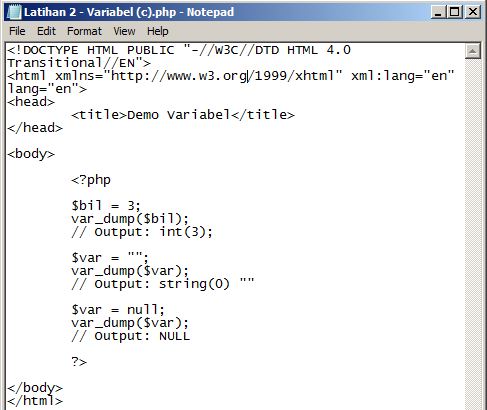 Latihan 2 - Variabel (c).php - Notepad
File Edit Format View Help
<!DOCTYPE HTML PUBLIC "-//W3C//DTD HTML 4.0
Transitional//EN">
<html xmlns="http://www.w3.org/1999/xhtml" xml:lang="en"
lang="en">
<head>
<title>Demo Variabel</title>
</head>
<body>
<?php
$bil = 3;
var_dump($bil);
// Output: int(3);
$var = "";
var_dump($var);
// Output: string(0) ""
$var = null;
var_dump($var);
// Output: NULL
?>
</body>
</html>